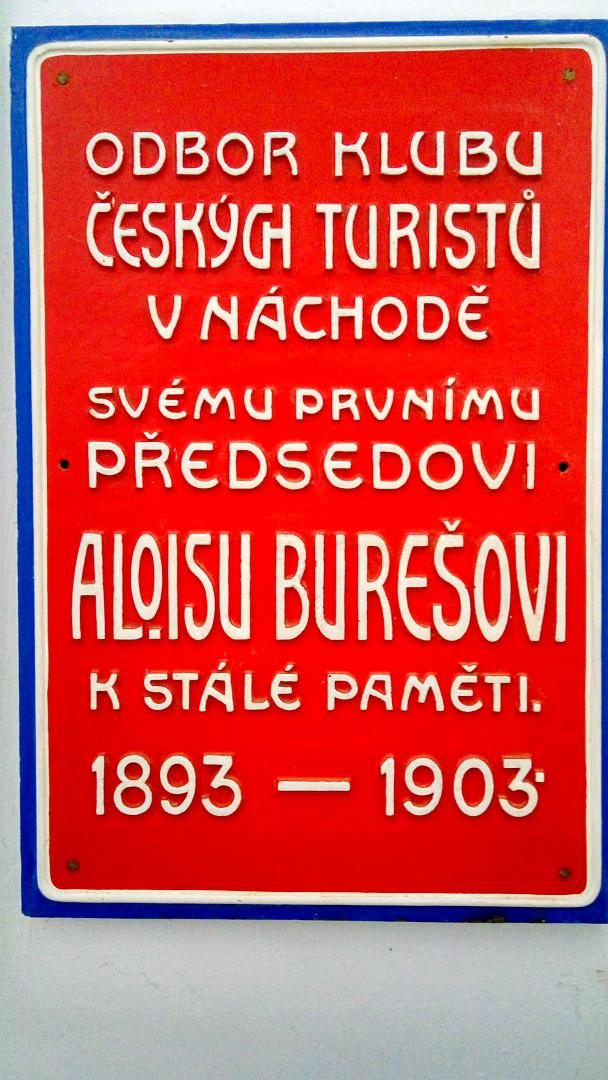 ODBOR KLUBU
ČESKÝCH TURISTŮ
V NÁCHODĚ
SVÉMU PRVNÍMU
PŘEDSEDOVI
ALOISU BUREŠOVI
K STÁLÉ PAMĚTI.
1893 — 1903·